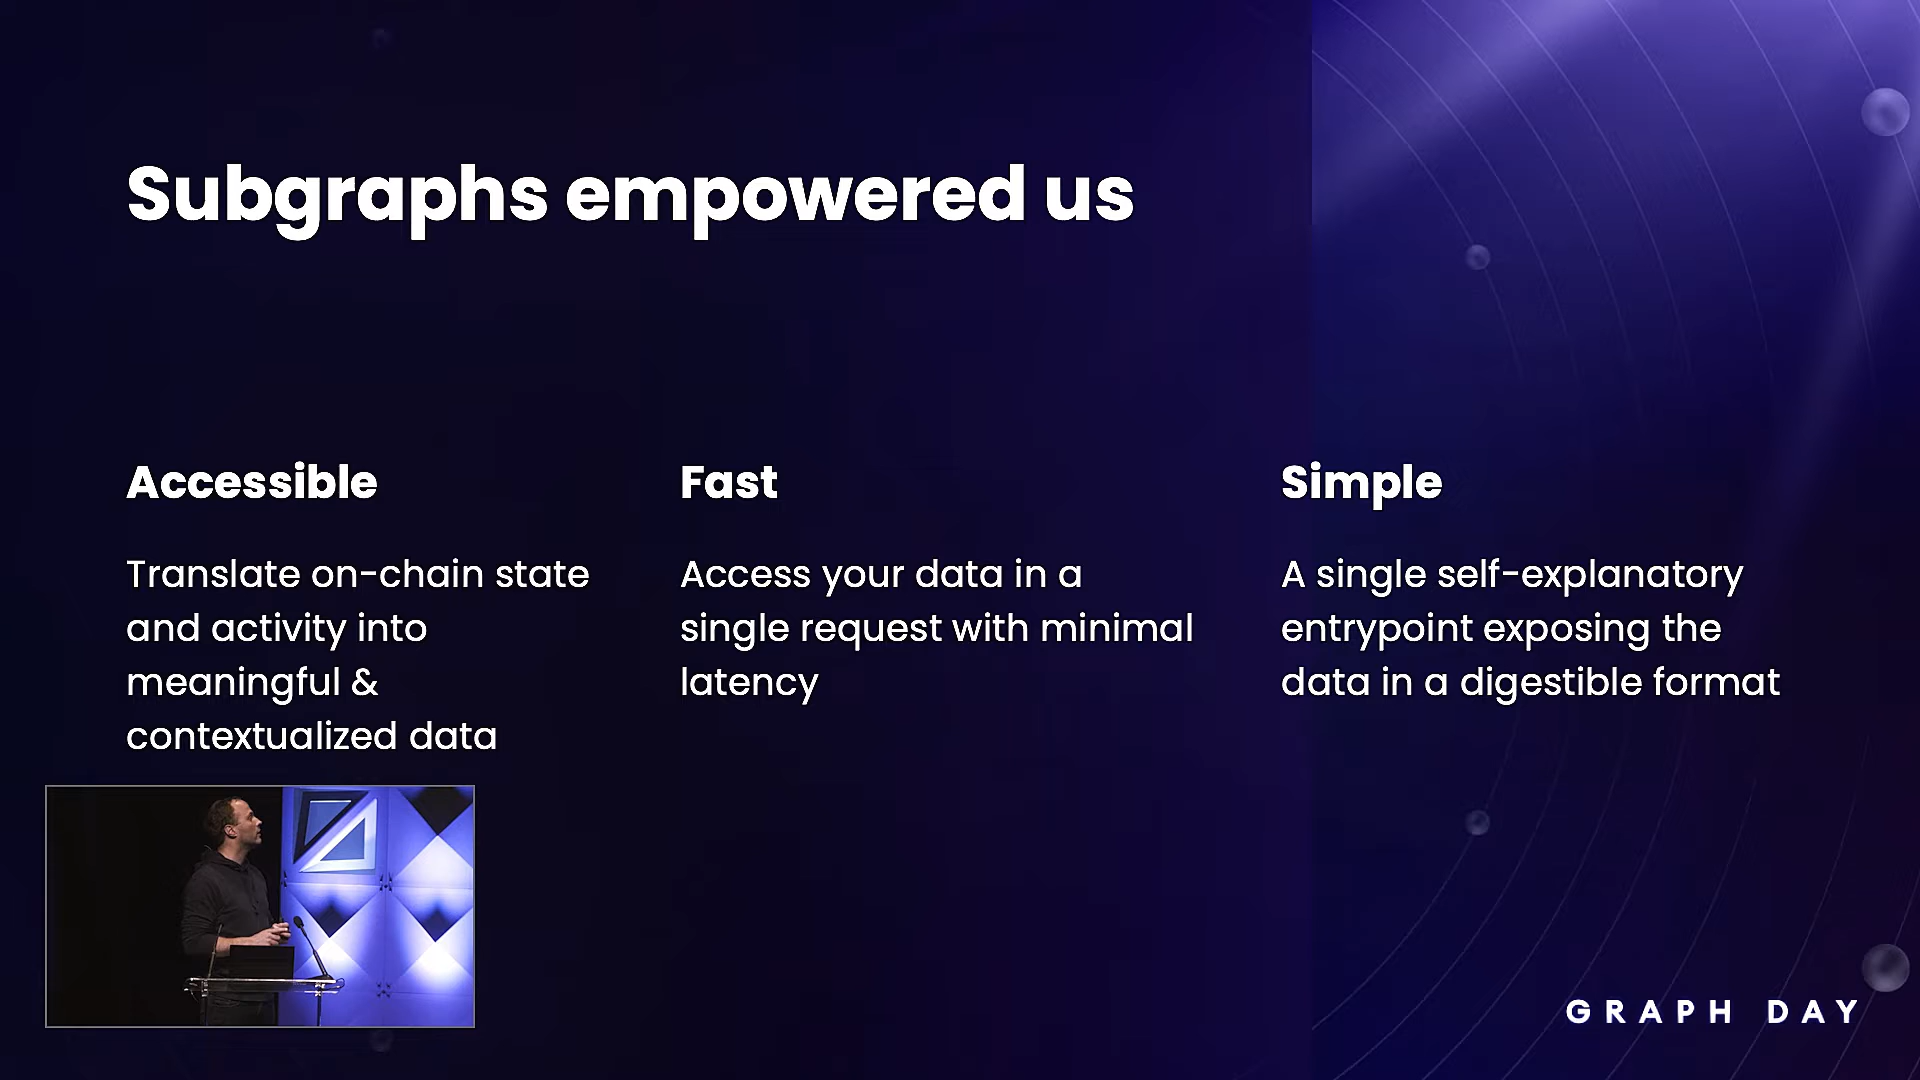 Subgraphs empowered us
Accessible
Translate on-chain state
and activity into
meaningful &
contextualized data
Fast
Access your data in a
single request with minimal
latency
Simple
A single self-explanatory
entrypoint exposing the
data in a digestible format
GRAPH DAY